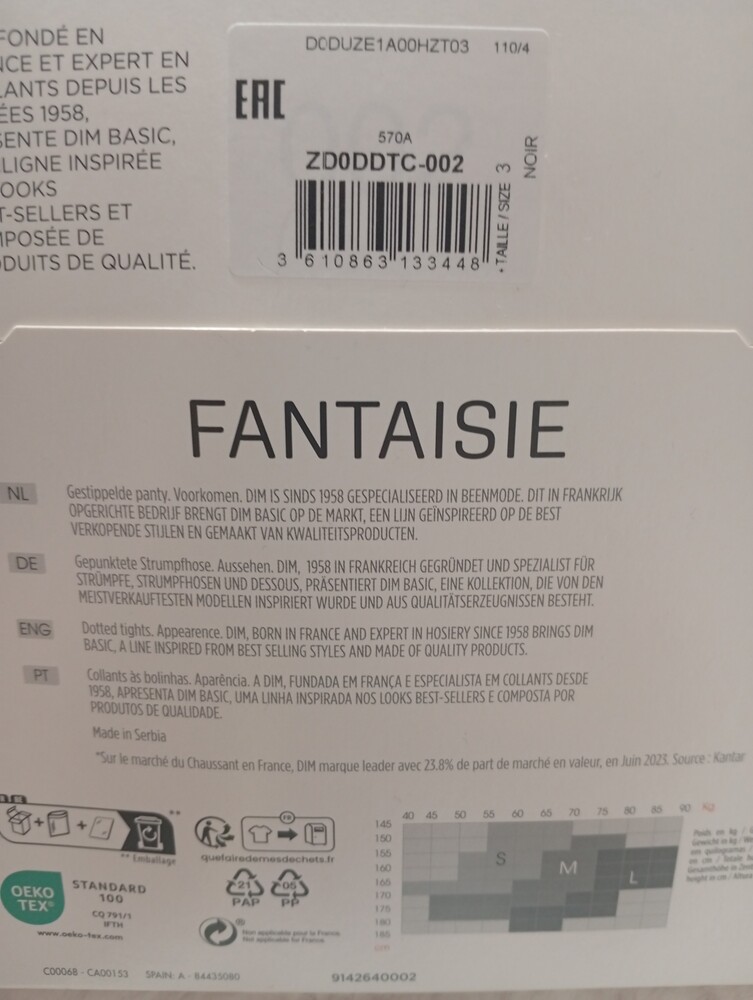 FONDÉ EN
NCE ET EXPERT EN
LANTS DEPUIS LES
ÉES 1958,
SENTE DIM BASIC,
LIGNE INSPIRÉE
OOKS
T-SELLERS ET
MPOSÉE DE
DUITS DE QUALITÉ.
D0DUZE1A00HZT03 110/4
EAC
570A
ZD0DDTC-002
3 610863 133448
• TAILLE / SIZE 3
NOIR
FANTAISIE
NL
Gestippelde panty. Voorkomen. DIM IS SINDS 1958 GESPECIALISEERD IN BEENMODE. DIT IN FRANKRIJK
OPGERICHTE BEDRIJF BRENGT DIM BASIC OP DE MARKT, EEN LIJN GEÏNSPIREERD OP DE BEST
VERKOPENDE STIJLEN EN GEMAAKT VAN KWALITEITSPRODUCTEN.
DE
Gepunktete Strumpfhose. Aussehen. DIM, 1958 IN FRANKREICH GEGRÜNDET UND SPEZIALIST FÜR
STRÜMPFE, STRUMPFHOSEN UND DESSOUS, PRÄSENTIERT DIM BASIC, EINE KOLLEKTION, DIE VON DEN
MEISTVERKAUFTESTEN MODELLEN INSPIRIERT WURDE UND AUS QUALITÄTSERZEUGNISSEN BESTEHT.
ENG
Dotted tights. Appearence. DIM, BORN IN FRANCE AND EXPERT IN HOSIERY SINCE 1958 BRINGS DIM
BASIC, A LINE INSPIRED FROM BEST SELLING STYLES AND MADE OF QUALITY PRODUCTS.
PT
Collants às bolinhas. Aparência. A DIM, FUNDADA EM FRANÇA E ESPECIALISTA EM COLLANTS DESDE
1958, APRESENTA DIM BASIC, UMA LINHA INSPIRADA NOS LOOKS BEST-SELLERS E COMPOSTA POR
PRODUTOS DE QUALIDADE.
Made in Serbia
*Sur le marché du Chaussant en France, DIM marque leader avec 23.8% de part de marché en valeur, en Juin 2023. Source : Kantar
**
** Emballage
FR
quefairedemesdechets.fr
OEKO
TEX®
STANDARD
100
CQ 791/1
IFTH
www.oeko-tex.com
21
PAP
05
PP
Non applicable pour la France
Not applicable for France
40 45 50 55 60 65 70 75 80 85 90 Kg
145
150
155
160
165
170
175
180
185
cm
S
M
L
C00068 - CA00153 SPAIN: A - 84435080
9142640002